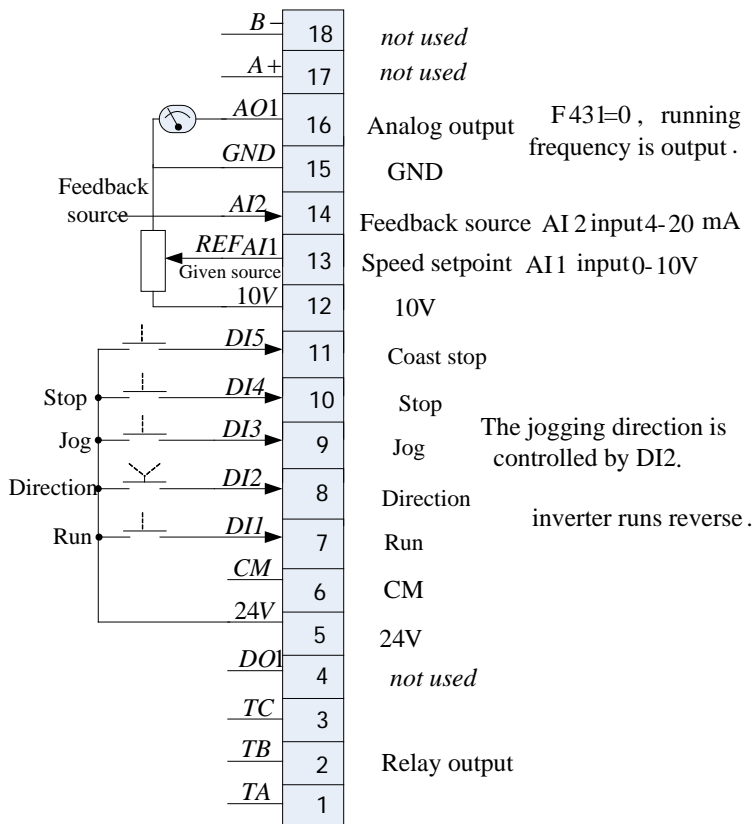 B− 18 not used
A+ 17 not used
AO1 16 Analog output F431=0 , running
frequency is output .
GND 15 GND
Feedback
source AI2 14 Feedback source AI 2 input 4-20 mA
REF AI1 13 Speed setpoint AI1 input 0-10V
Given source
10V 12 10V
DI5 11 Coast stop
Stop DI4 10 Stop
Jog DI3 9 Jog The jogging direction is
controlled by DI2.
Direction DI2 8 Direction
inverter runs reverse .
Run DI1 7 Run
CM 6 CM
24V 5 24V
DO1 4 not used
TC 3
TB 2 Relay output
TA 1